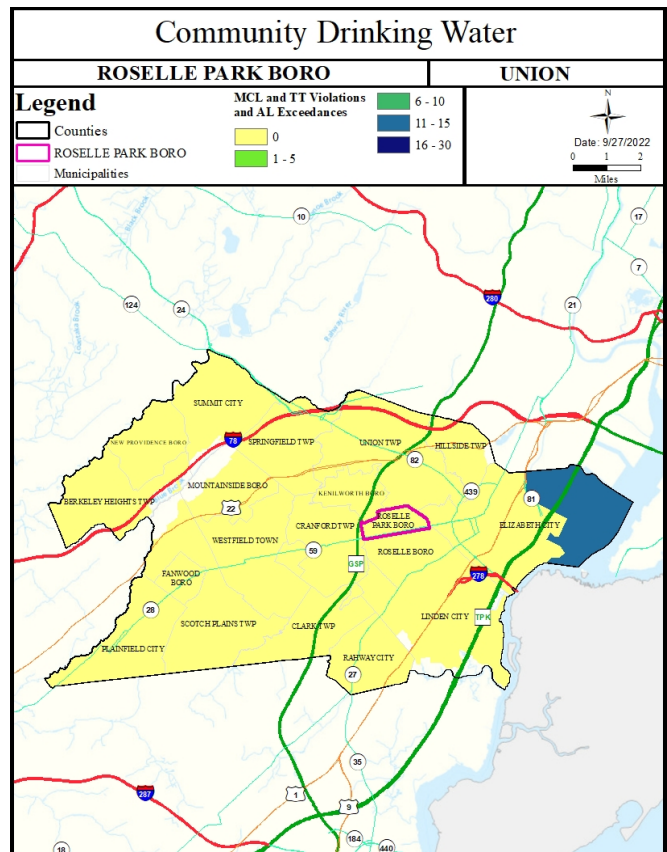 Community Drinking Water
ROSELLE PARK BORO
UNION
Legend
Counties
ROSELLE PARK BORO
Municipalities
MCL and TT Violations
and AL Exceedances
0
1 - 5
6 - 10
11 - 15
16 - 30
N
Date: 9/27/2022
0 1 2
Miles
10
17
7
280
21
124
24
SUMMIT CITY
NEW PROVIDENCE BORO
78
SPRINGFIELD TWP
UNION TWP
HILLSIDE TWP
82
MOUNTAINSIDE BORO
BERKELEY HEIGHTS TWP
KENILWORTH BORO
439
81
22
ROSELLE
PARK BORO
CRANFORD TWP
ELIZABETH CITY
WESTFIELD TOWN
59
ROSELLE BORO
GSP
278
FANWOOD
BORO
28
SCOTCH PLAINS TWP
CLARK TWP
LINDEN CITY
TPK
PLAINFIELD CITY
RAHWAY CITY
27
35
287
1
9
18
184
440